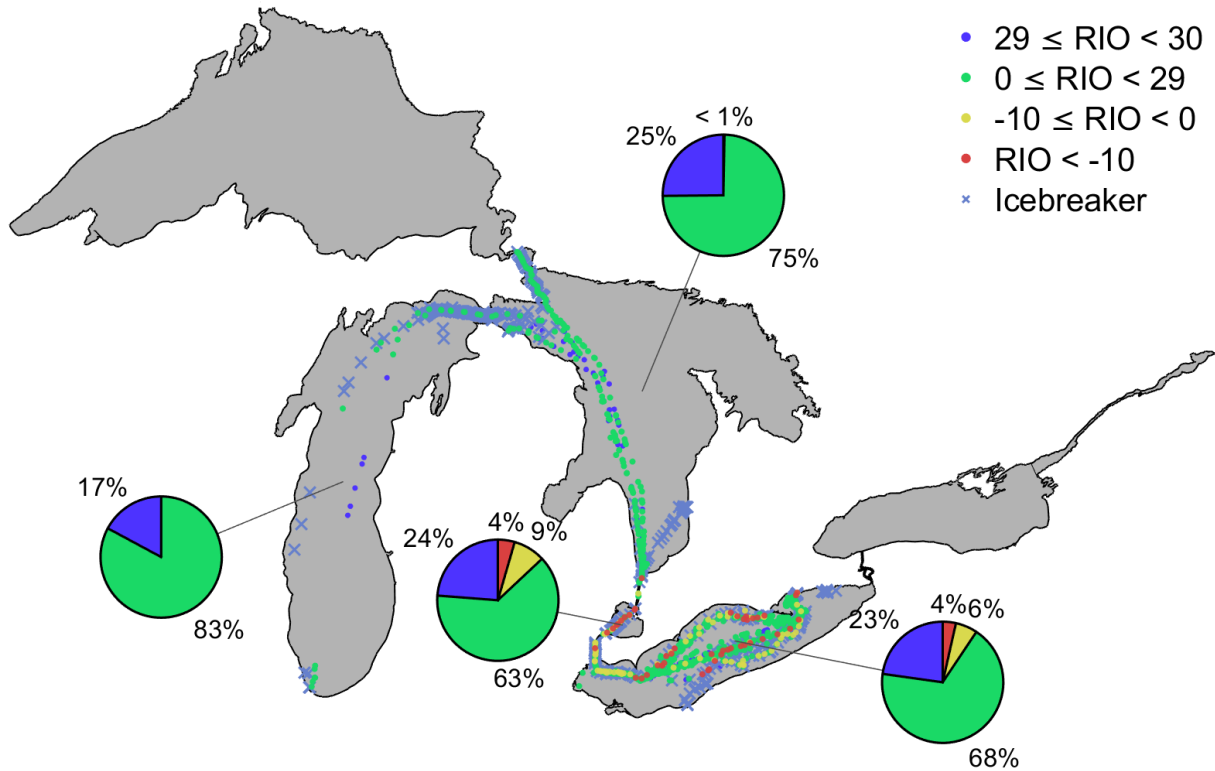 29 ≤ RIO < 30
0 ≤ RIO < 29
-10 ≤ RIO < 0
RIO < -10
Icebreaker
< 1%
25%
75%
17%
83%
24%
4%
9%
63%
23%
4%
6%
68%